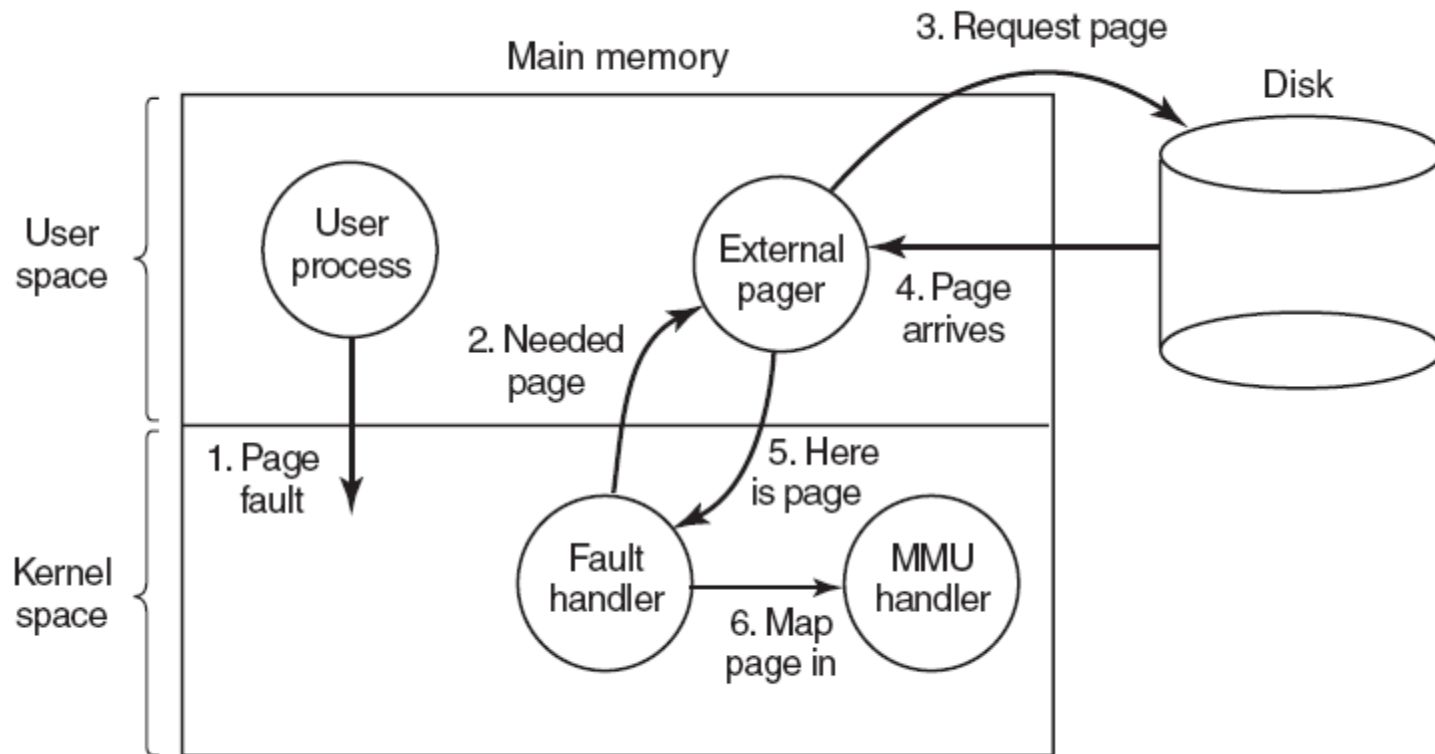 3. Request page
Main memory
Disk
User
space
User
process
External
pager
4. Page
arrives
2. Needed
page
1. Page
fault
5. Here
is page
Kernel
space
Fault
handler
MMU
handler
6. Map
page in